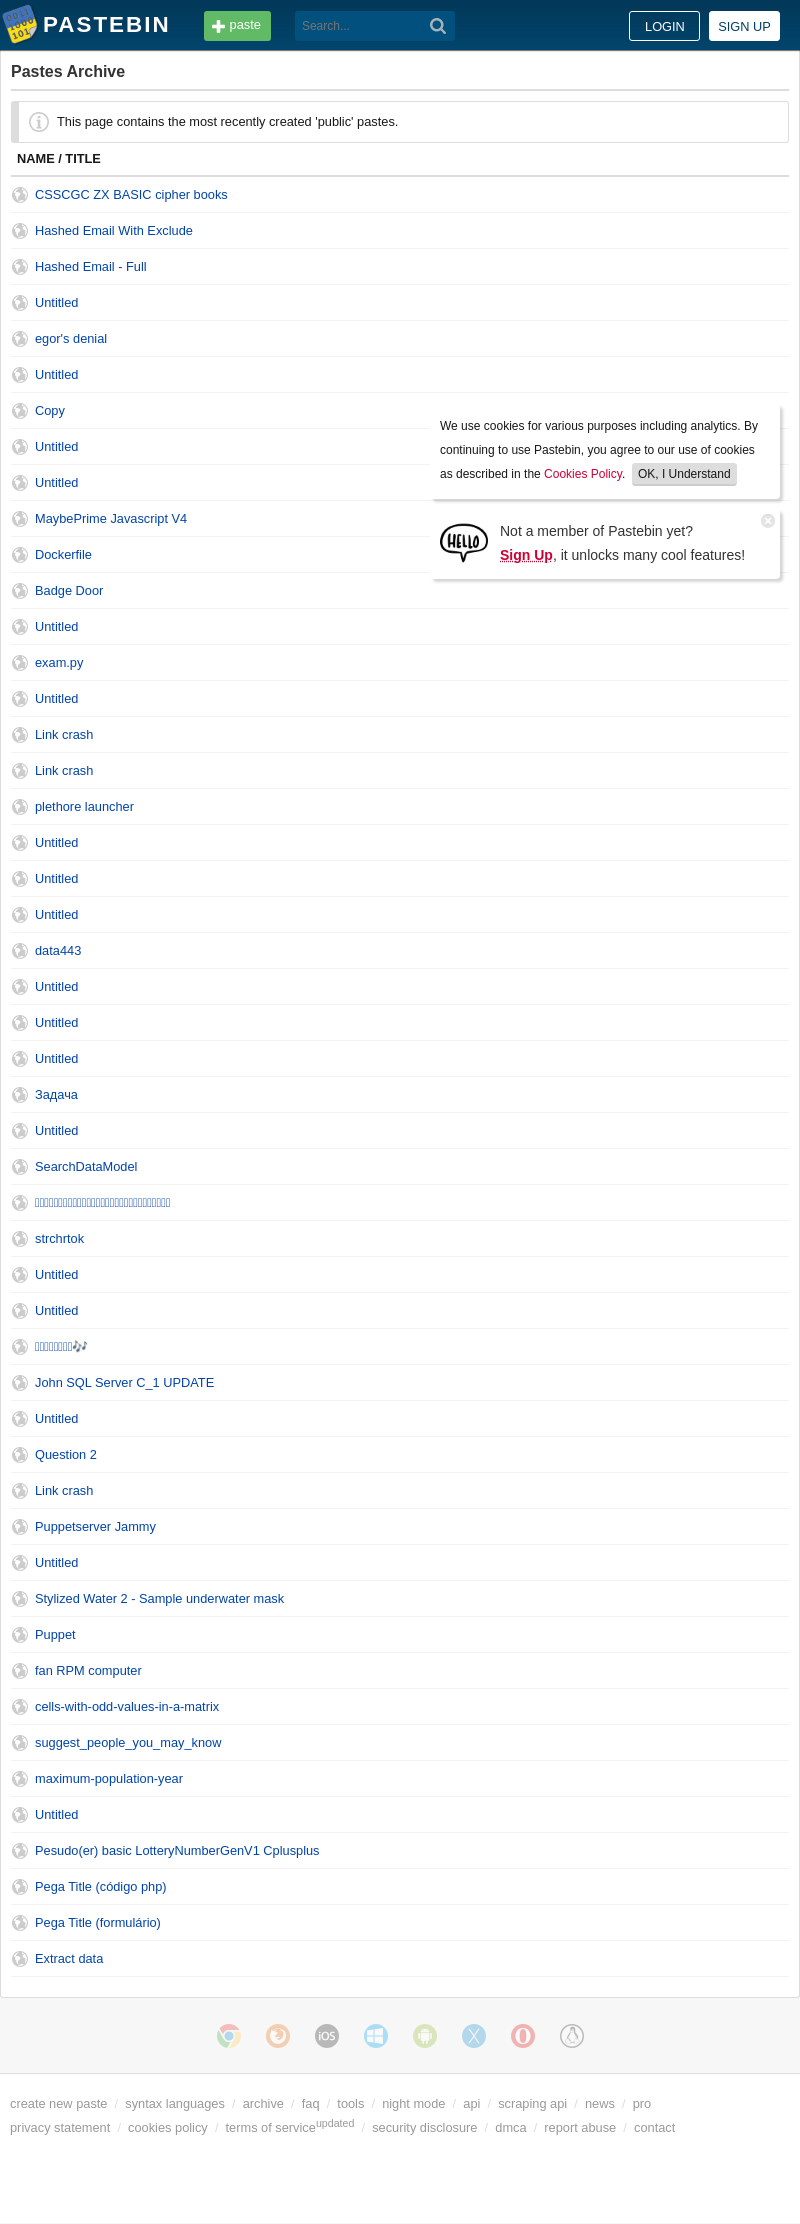 PASTEBIN
paste
Search...
LOGIN
SIGN UP
Pastes Archive
This page contains the most recently created 'public' pastes.
NAME / TITLE
CSSCGC ZX BASIC cipher books
Hashed Email With Exclude
Hashed Email - Full
Untitled
egor's denial
Untitled
Copy
Untitled
Untitled
MaybePrime Javascript V4
Dockerfile
Badge Door
Untitled
exam.py
Untitled
Link crash
Link crash
plethore launcher
Untitled
Untitled
Untitled
data443
Untitled
Untitled
Untitled
Задача
Untitled
SearchDataModel
strchrtok
Untitled
Untitled
🎶
John SQL Server C_1 UPDATE
Untitled
Question 2
Link crash
Puppetserver Jammy
Untitled
Stylized Water 2 - Sample underwater mask
Puppet
fan RPM computer
cells-with-odd-values-in-a-matrix
suggest_people_you_may_know
maximum-population-year
Untitled
Pesudo(er) basic LotteryNumberGenV1 Cplusplus
Pega Title (código php)
Pega Title (formulário)
Extract data
We use cookies for various purposes including analytics. By
continuing to use Pastebin, you agree to our use of cookies
as described in the Cookies Policy. OK, I Understand
HELLO
Not a member of Pastebin yet?
Sign Up, it unlocks many cool features!
iOS
create new paste / syntax languages / archive / faq / tools / night mode / api / scraping api / news / pro
privacy statement / cookies policy / terms of service updated / security disclosure / dmca / report abuse / contact